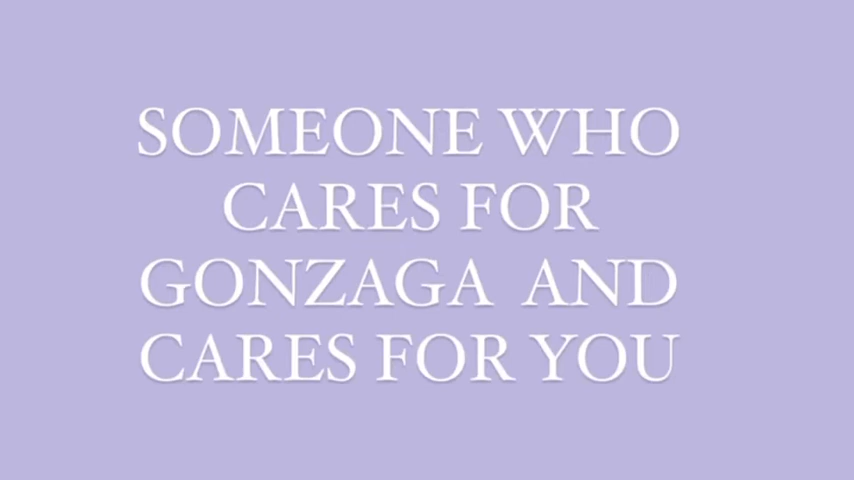 SOMEONE WHO
CARES FOR
GONZAGA AND
CARES FOR YOU